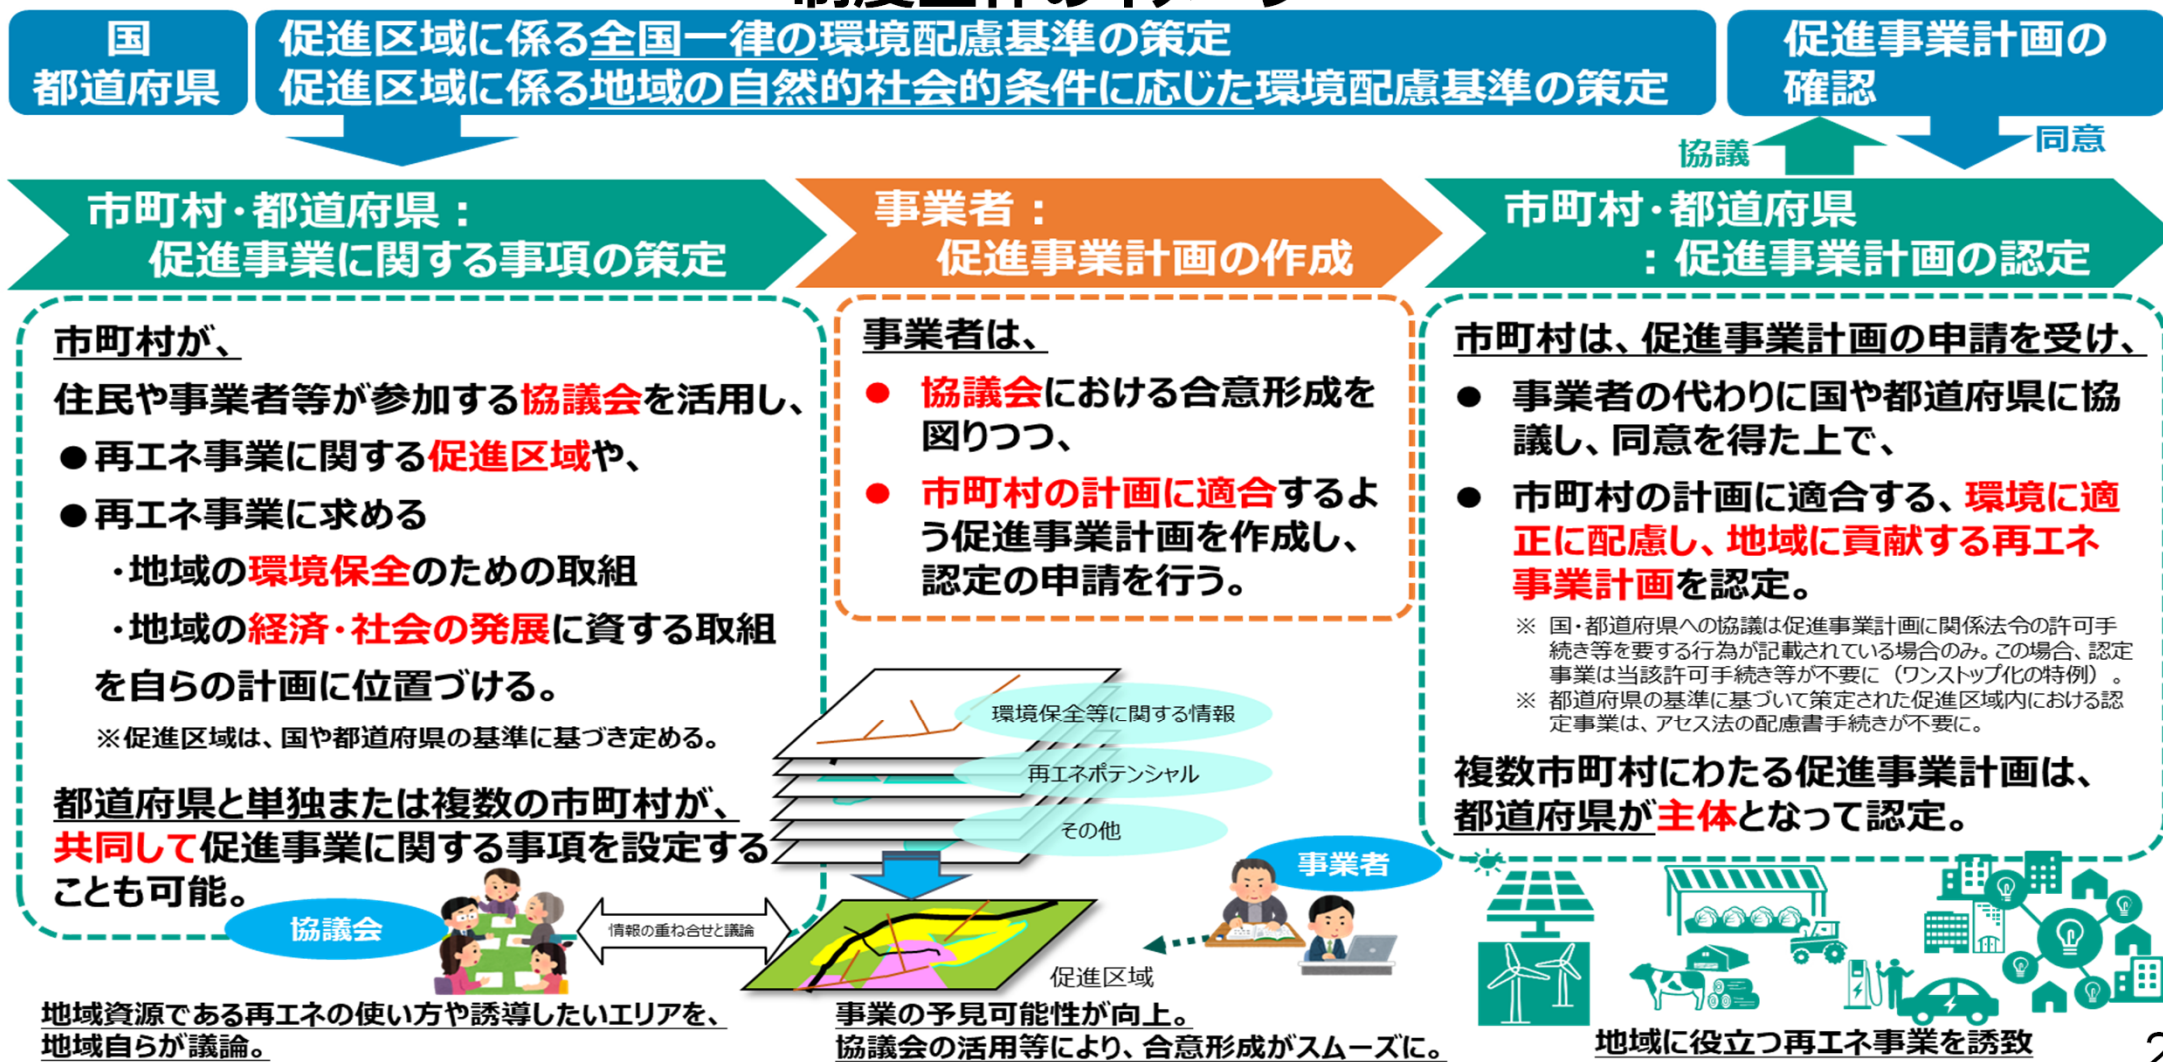 制度全体のイメージ
国
都道府県
促進区域に係る全国一律の環境配慮基準の策定
促進区域に係る地域の自然的社会的条件に応じた環境配慮基準の策定
促進事業計画の
確認
協議
同意
市町村・都道府県：
促進事業に関する事項の策定
市町村が、
住民や事業者等が参加する協議会を活用し、
●再エネ事業に関する促進区域や、
●再エネ事業に求める
・地域の環境保全のための取組
・地域の経済・社会の発展に資する取組
を自らの計画に位置づける。
※促進区域は、国や都道府県の基準に基づき定める。
都道府県と単独または複数の市町村が、
共同して促進事業に関する事項を設定する
ことも可能。
協議会
情報の重ね合せと議論
地域資源である再エネの使い方や誘導したいエリアを、
地域自らが議論。
事業者：
促進事業計画の作成
事業者は、
● 協議会における合意形成を
図りつつ、
● 市町村の計画に適合するよ
う促進事業計画を作成し、
認定の申請を行う。
環境保全等に関する情報
再エネポテンシャル
その他
事業者
促進区域
事業の予見可能性が向上。
協議会の活用等により、合意形成がスムーズに。
市町村・都道府県
：促進事業計画の認定
市町村は、促進事業計画の申請を受け、
● 事業者の代わりに国や都道府県に協
議し、同意を得た上で、
● 市町村の計画に適合する、環境に適
正に配慮し、地域に貢献する再エネ
事業計画を認定。
※ 国・都道府県への協議は促進事業計画に関係法令の許可手
続き等を要する行為が記載されている場合のみ。この場合、認定
事業は当該許可手続き等が不要に（ワンストップ化の特例）。
※ 都道府県の基準に基づいて策定された促進区域内における認
定事業は、アセス法の配慮書手続きが不要に。
複数市町村にわたる促進事業計画は、
都道府県が主体となって認定。
地域に役立つ再エネ事業を誘致
2